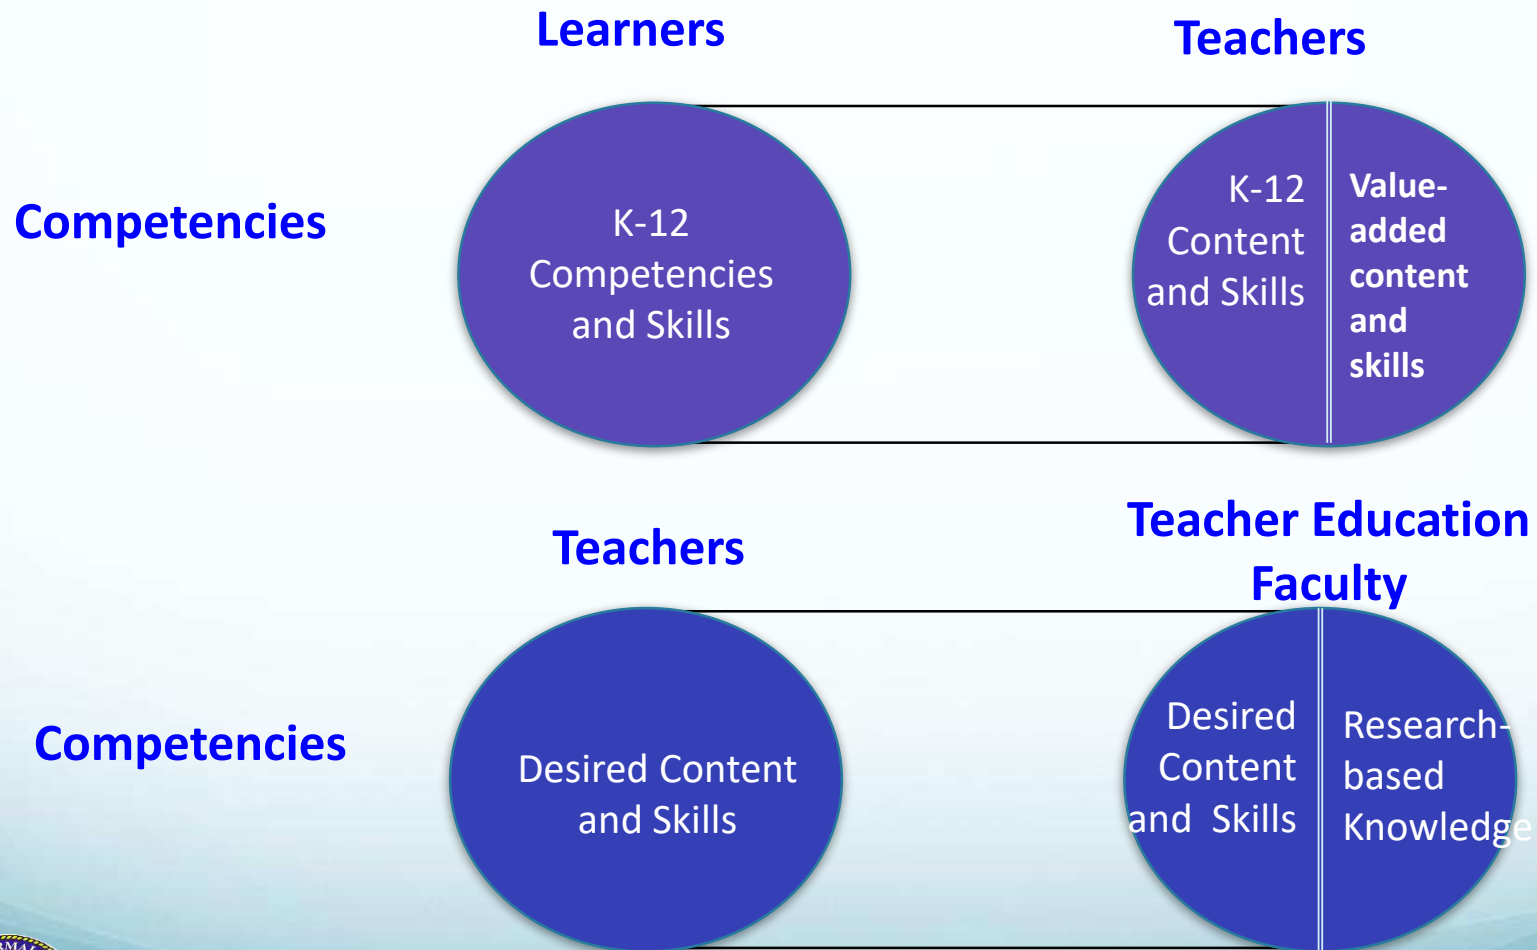 Learners
Teachers
Competencies
K-12
Competencies
and Skills
K-12
Content
and Skills
Value-
added
content
and
skills
Teachers
Teacher Education
Faculty
Competencies
Desired Content
and Skills
Desired
Content
and Skills
Research-
based
Knowledge